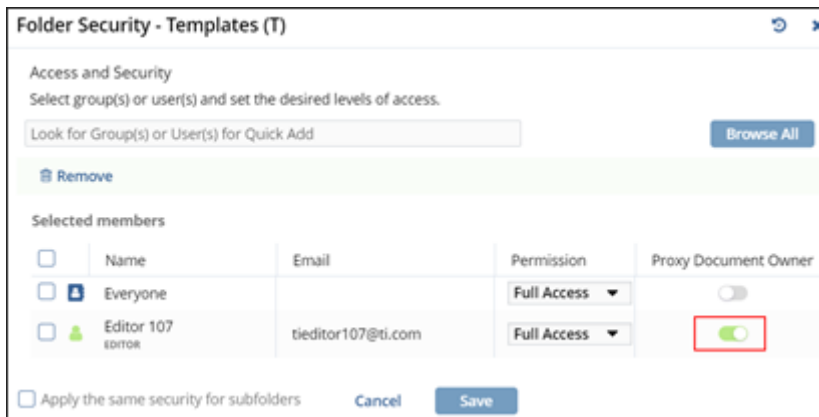 Folder Security - Templates (T)
Access and Security
Select group(s) or user(s) and set the desired levels of access.
Look for Group(s) or User(s) for Quick Add
Browse All
Remove
Selected members
Name Email Permission Proxy Document Owner
Everyone Full Access
Editor 107 tieditor107@ti.com Full Access
EDITOR
Apply the same security for subfolders Cancel Save